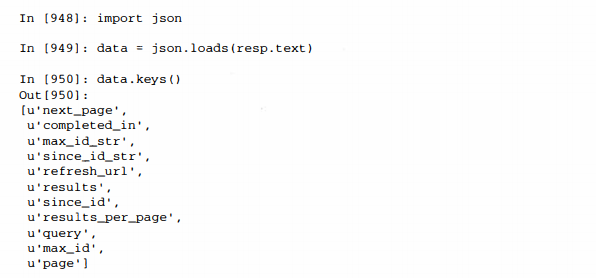 In [948]: import json
In [949]: data = json.loads(resp.text)
In [950]: data.keys()
Out[950]:
[u'next_page',
u'completed_in',
u'max_id_str',
u'since_id_str',
u'refresh_url',
u'results',
u'since_id',
u'results_per_page',
u'query',
u'max_id',
u'page']